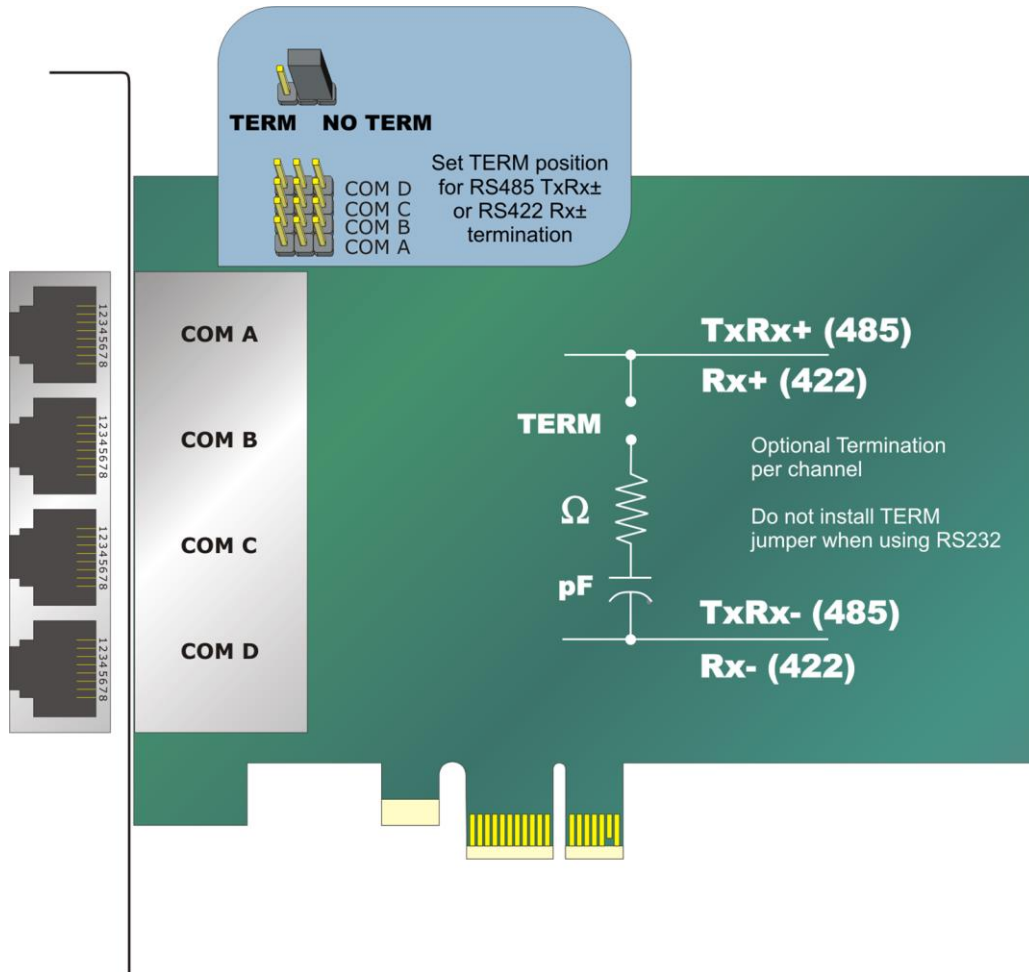 TERM NO TERM
COM D
COM C
COM B
COM A
Set TERM position
for RS485 TxRx±
or RS422 Rx±
termination
12345678
COM A
12345678
COM B
12345678
COM C
12345678
COM D
TxRx+ (485)
Rx+ (422)
TERM
Ω
pF
Optional Termination
per channel
Do not install TERM
jumper when using RS232
TxRx- (485)
Rx- (422)